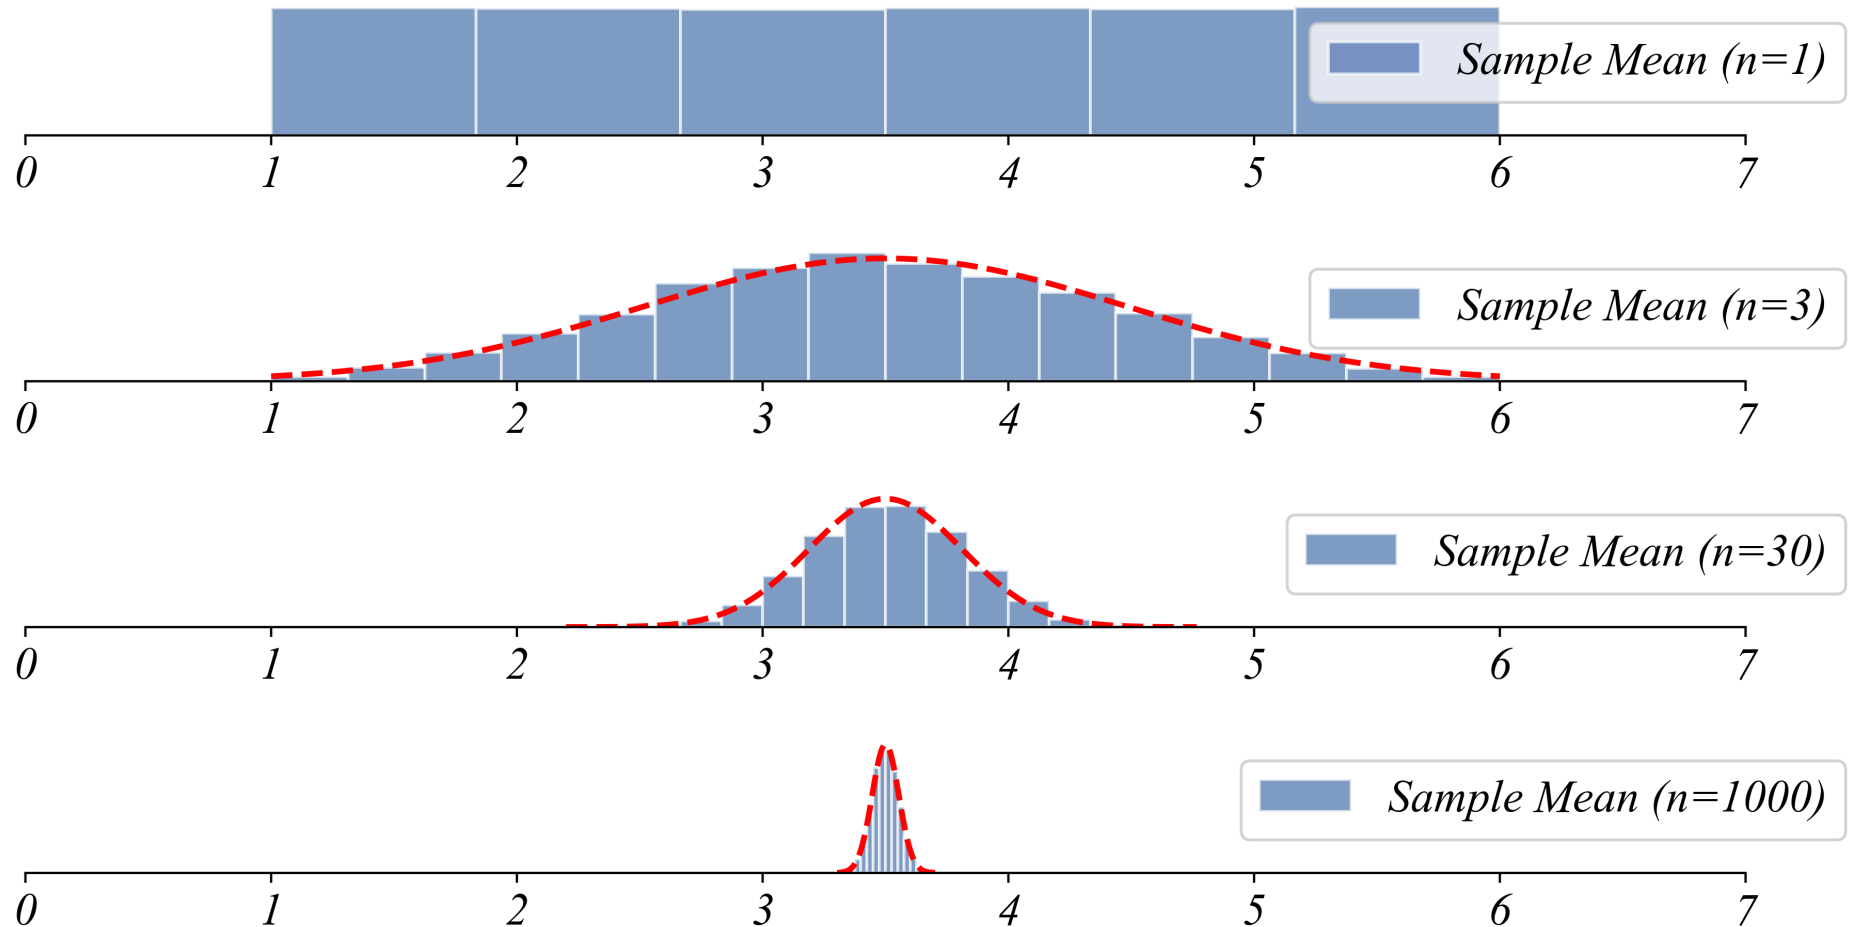 Sample Mean (n=1)
0 1 2 3 4 5 6 7
Sample Mean (n=3)
0 1 2 3 4 5 6 7
Sample Mean (n=30)
0 1 2 3 4 5 6 7
Sample Mean (n=1000)
0 1 2 3 4 5 6 7